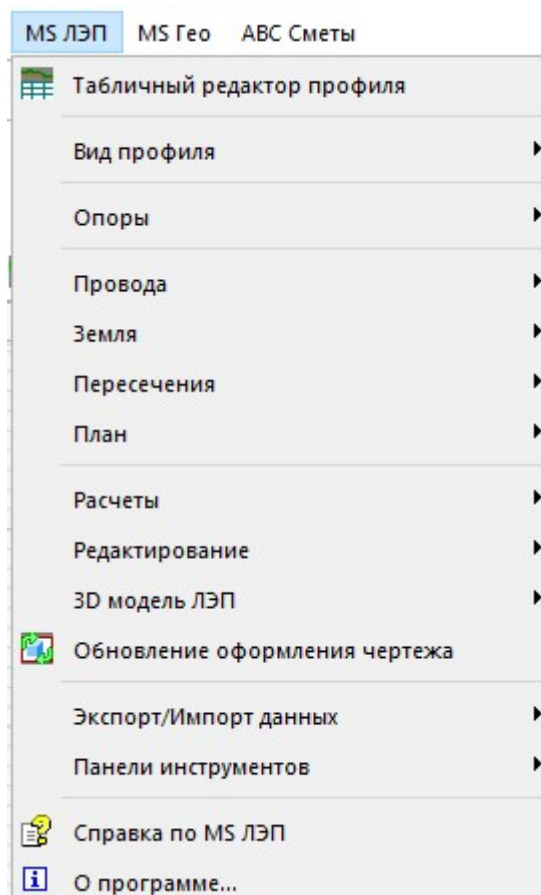 MS ЛЭП MS Гео АВС Сметы
Табличный редактор профиля
Вид профиля
Опоры
Провода
Земля
Пересечения
План
Расчеты
Редактирование
3D модель ЛЭП
Обновление оформления чертежа
Экспорт/Импорт данных
Панели инструментов
Справка по MS ЛЭП
О программе...